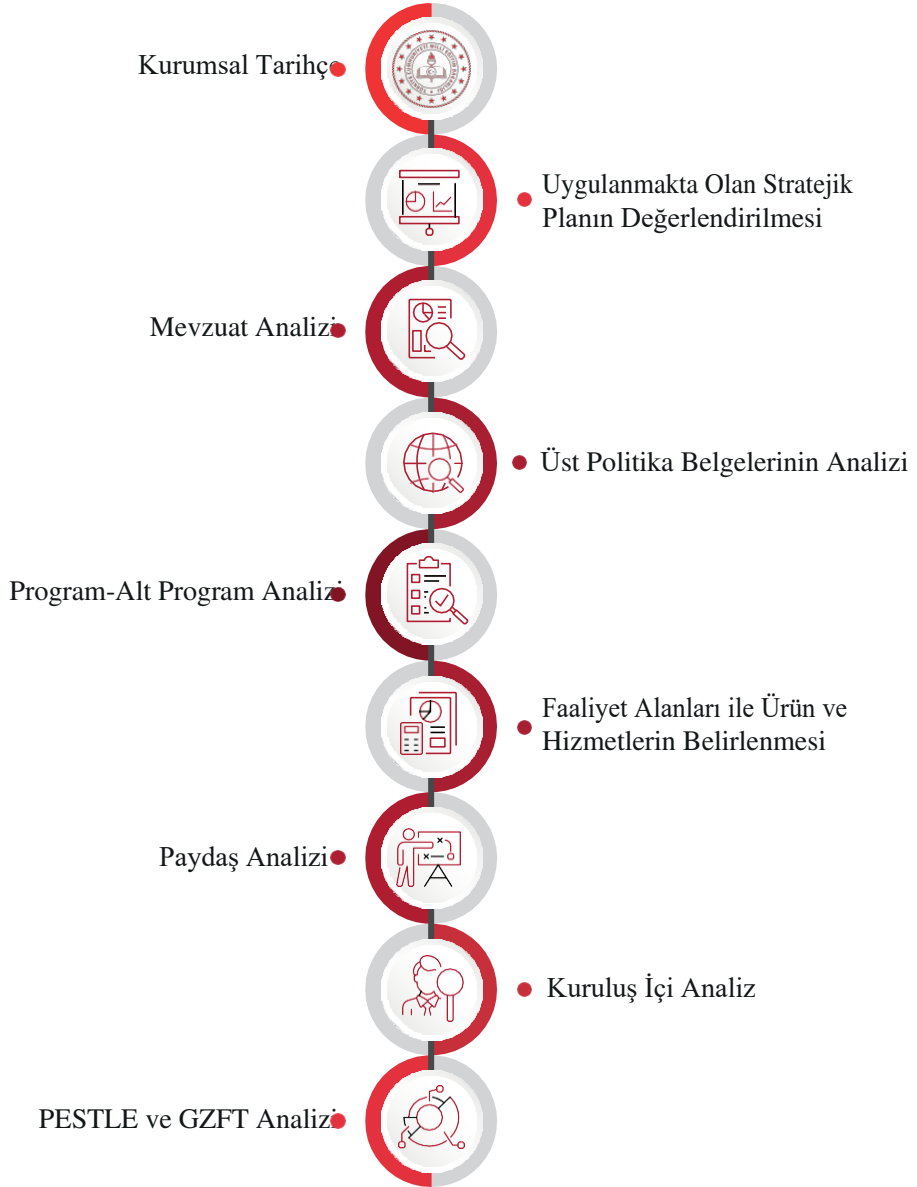 Kurumsal Tarihçe
Uygulanmakta Olan Stratejik
Planın Değerlendirilmesi
Mevzuat Analizi
Üst Politika Belgelerinin Analizi
Program-Alt Program Analizi
Faaliyet Alanları ile Ürün ve
Hizmetlerin Belirlenmesi
Paydaş Analizi
Kuruluş İçi Analiz
PESTLE ve GZFT Analizi